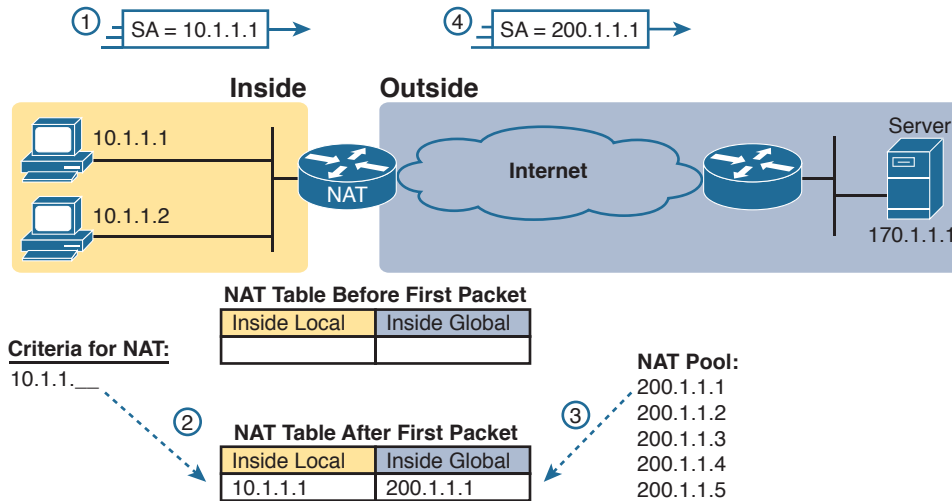 1
SA = 10.1.1.1
4
SA = 200.1.1.1
Inside
Outside
10.1.1.1
10.1.1.2
NAT
Internet
Server
170.1.1.1
NAT Table Before First Packet
Inside Local
Inside Global
Criteria for NAT:
10.1.1.__
2
NAT Table After First Packet
Inside Local
Inside Global
10.1.1.1
200.1.1.1
3
NAT Pool:
200.1.1.1
200.1.1.2
200.1.1.3
200.1.1.4
200.1.1.5